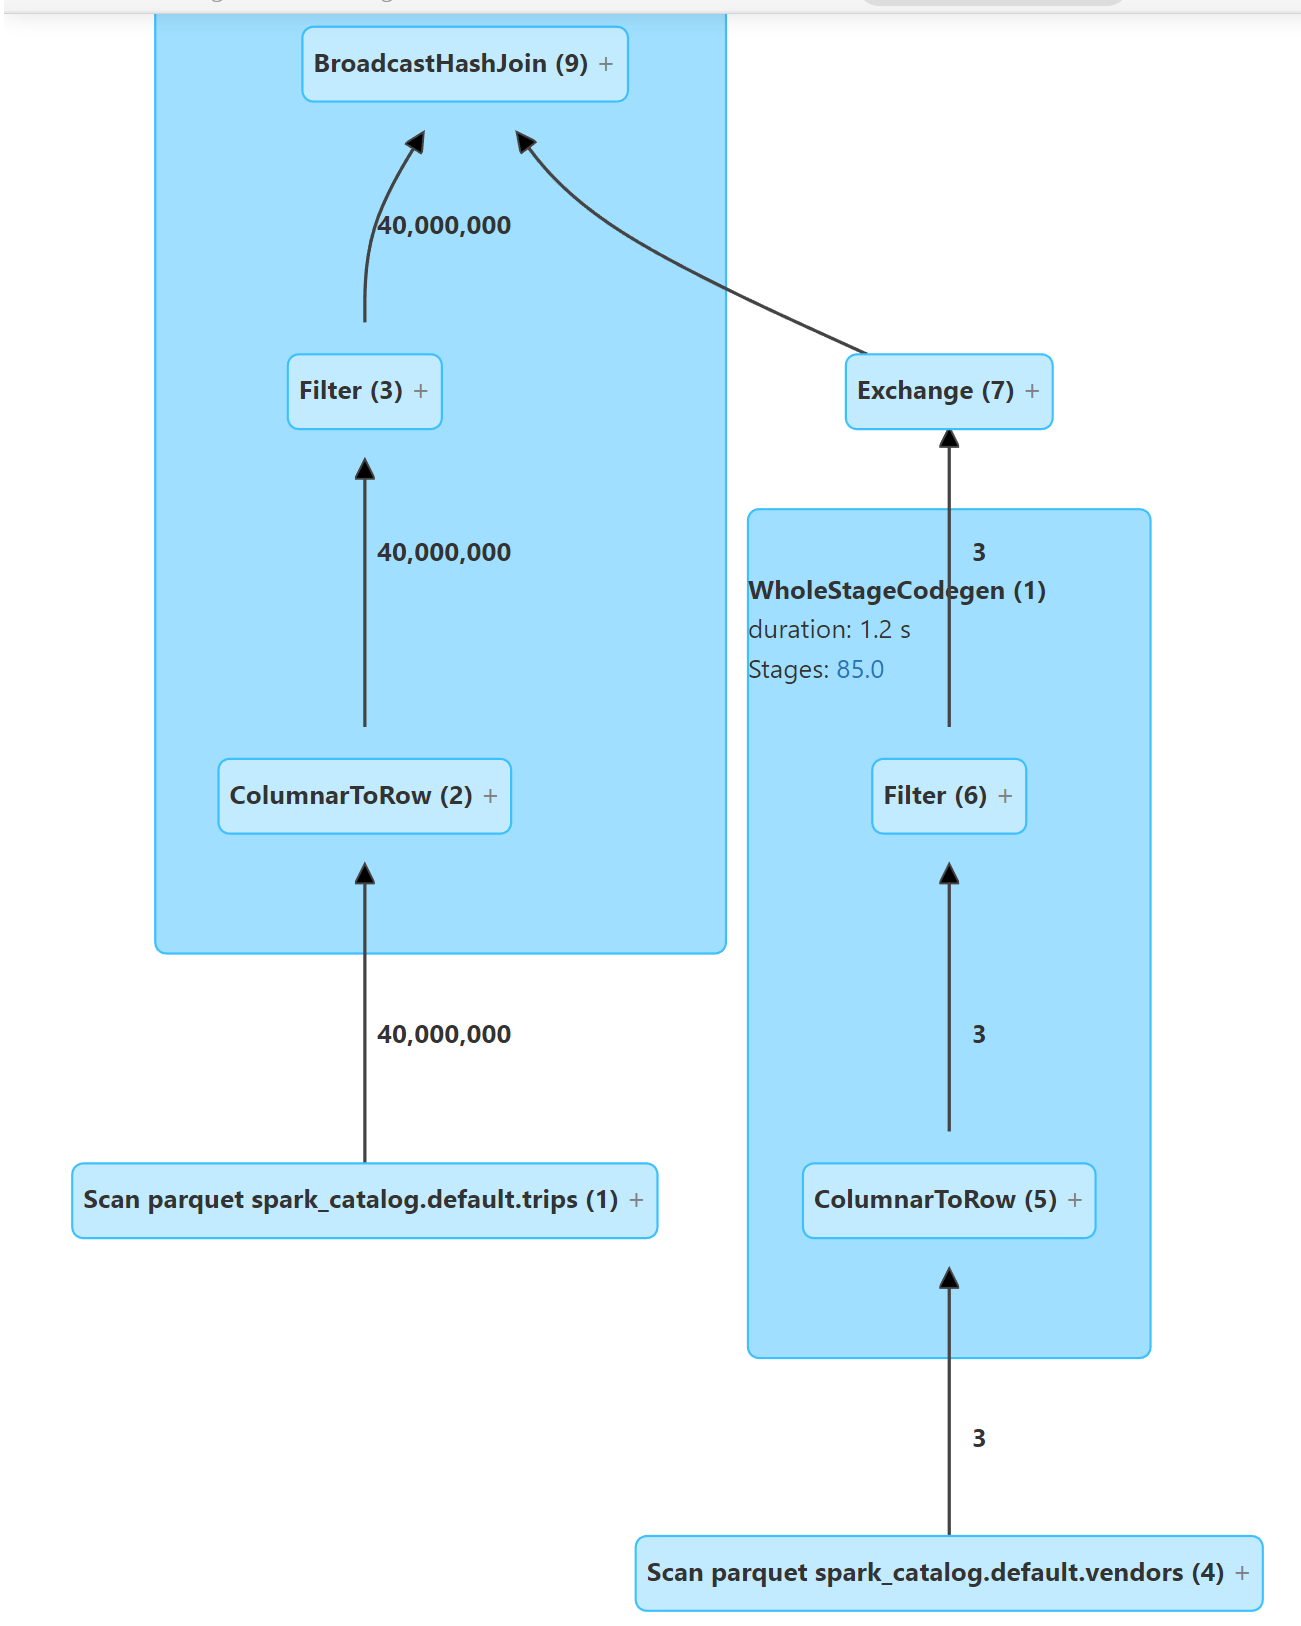 BroadcastHashJoin (9) +
40,000,000
Filter (3) +
Exchange (7) +
40,000,000
3
WholeStageCodegen (1)
duration: 1.2 s
Stages: 85.0
ColumnarToRow (2) +
Filter (6) +
40,000,000
3
Scan parquet spark_catalog.default.trips (1) +
ColumnarToRow (5) +
3
Scan parquet spark_catalog.default.vendors (4) +